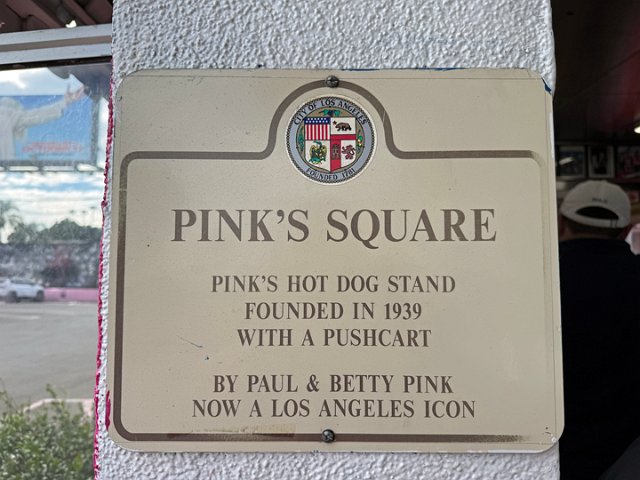 CITY OF LOS ANGELES
FOUNDED 1781
PINK'S SQUARE
PINK'S HOT DOG STAND
FOUNDED IN 1939
WITH A PUSHCART
BY PAUL & BETTY PINK
NOW A LOS ANGELES ICON